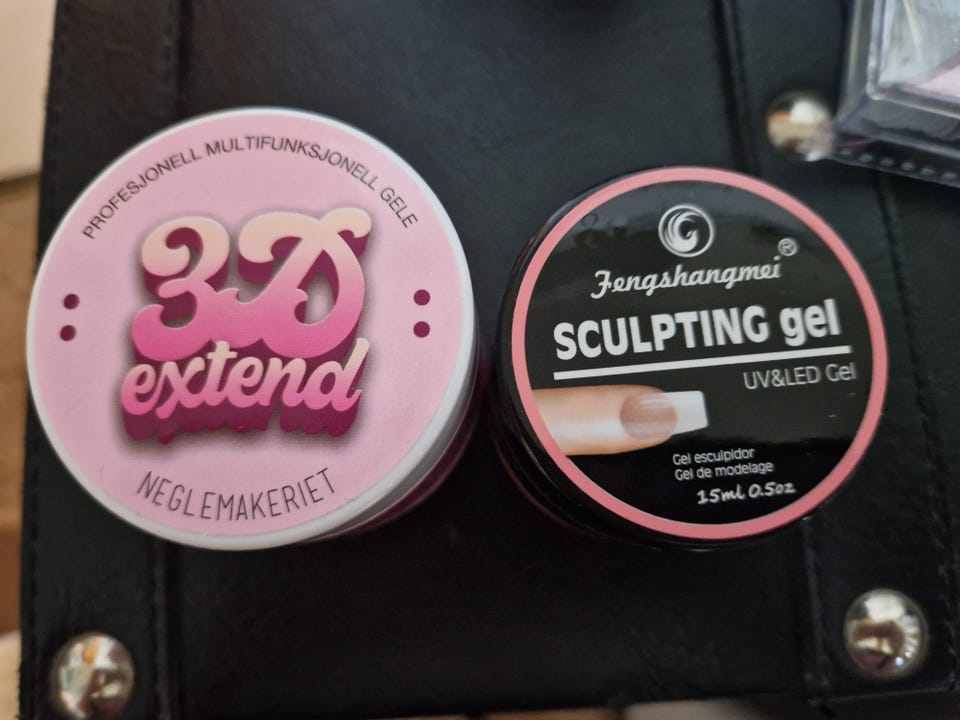 PROFESJONELL MULTIFUNKSJONELL GELE
3D
extend
NEGLEMAKERIET
Fengshangmei®
SCULPTING gel
UV&LED Gel
Gel esculpidor
Gel de modelage
15ml 0.5oz